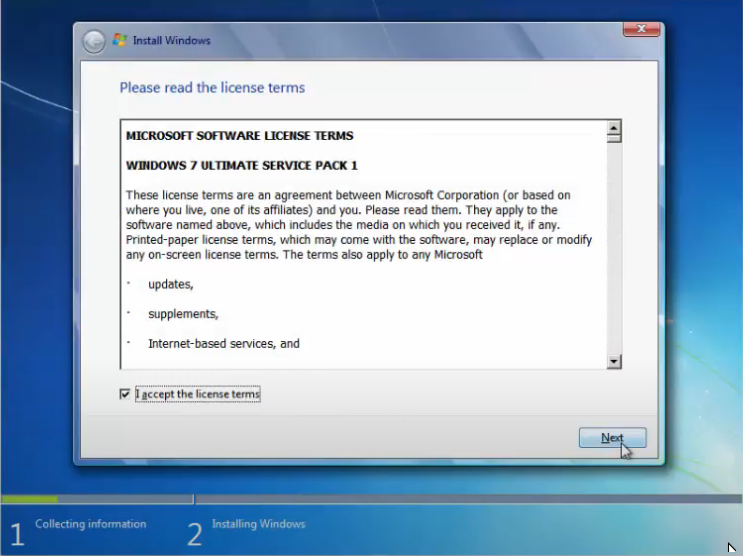 Install Windows
Please read the license terms
MICROSOFT SOFTWARE LICENSE TERMS
WINDOWS 7 ULTIMATE SERVICE PACK 1
These license terms are an agreement between Microsoft Corporation (or based on
where you live, one of its affiliates) and you. Please read them. They apply to the
software named above, which includes the media on which you received it, if any.
Printed-paper license terms, which may come with the software, may replace or modify
any on-screen license terms. The terms also apply to any Microsoft
· updates,
· supplements,
· Internet-based services, and
I accept the license terms
Next
1 Collecting information
2 Installing Windows